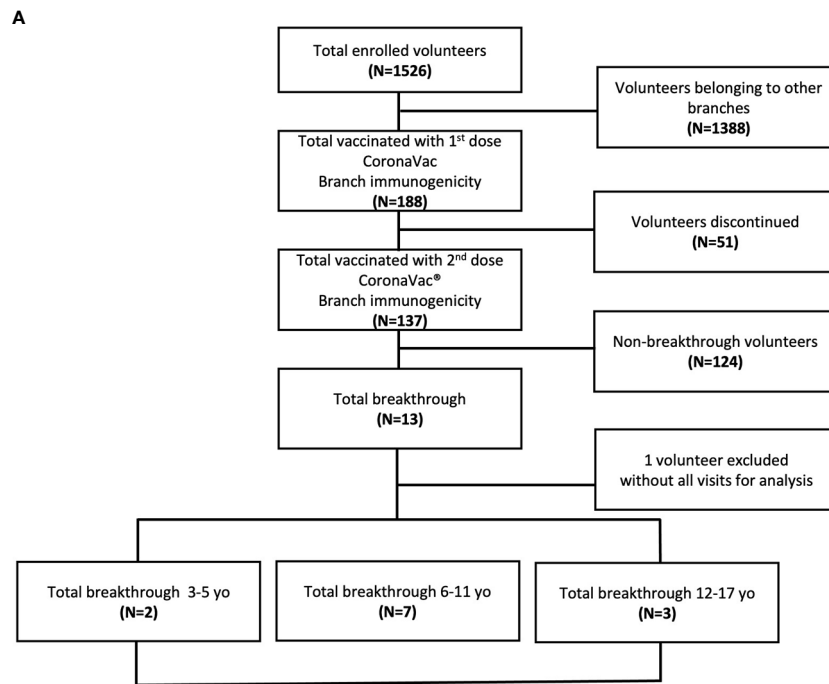 A
Total enrolled volunteers
(N=1526)
Volunteers belonging to other
branches
(N=1388)
Total vaccinated with 1st dose
CoronaVac
Branch immunogenicity
(N=188)
Volunteers discontinued
(N=51)
Total vaccinated with 2nd dose
CoronaVac®
Branch immunogenicity
(N=137)
Non-breakthrough volunteers
(N=124)
Total breakthrough
(N=13)
1 volunteer excluded
without all visits for analysis
Total breakthrough 3-5 yo
(N=2)
Total breakthrough 6-11 yo
(N=7)
Total breakthrough 12-17 yo
(N=3)